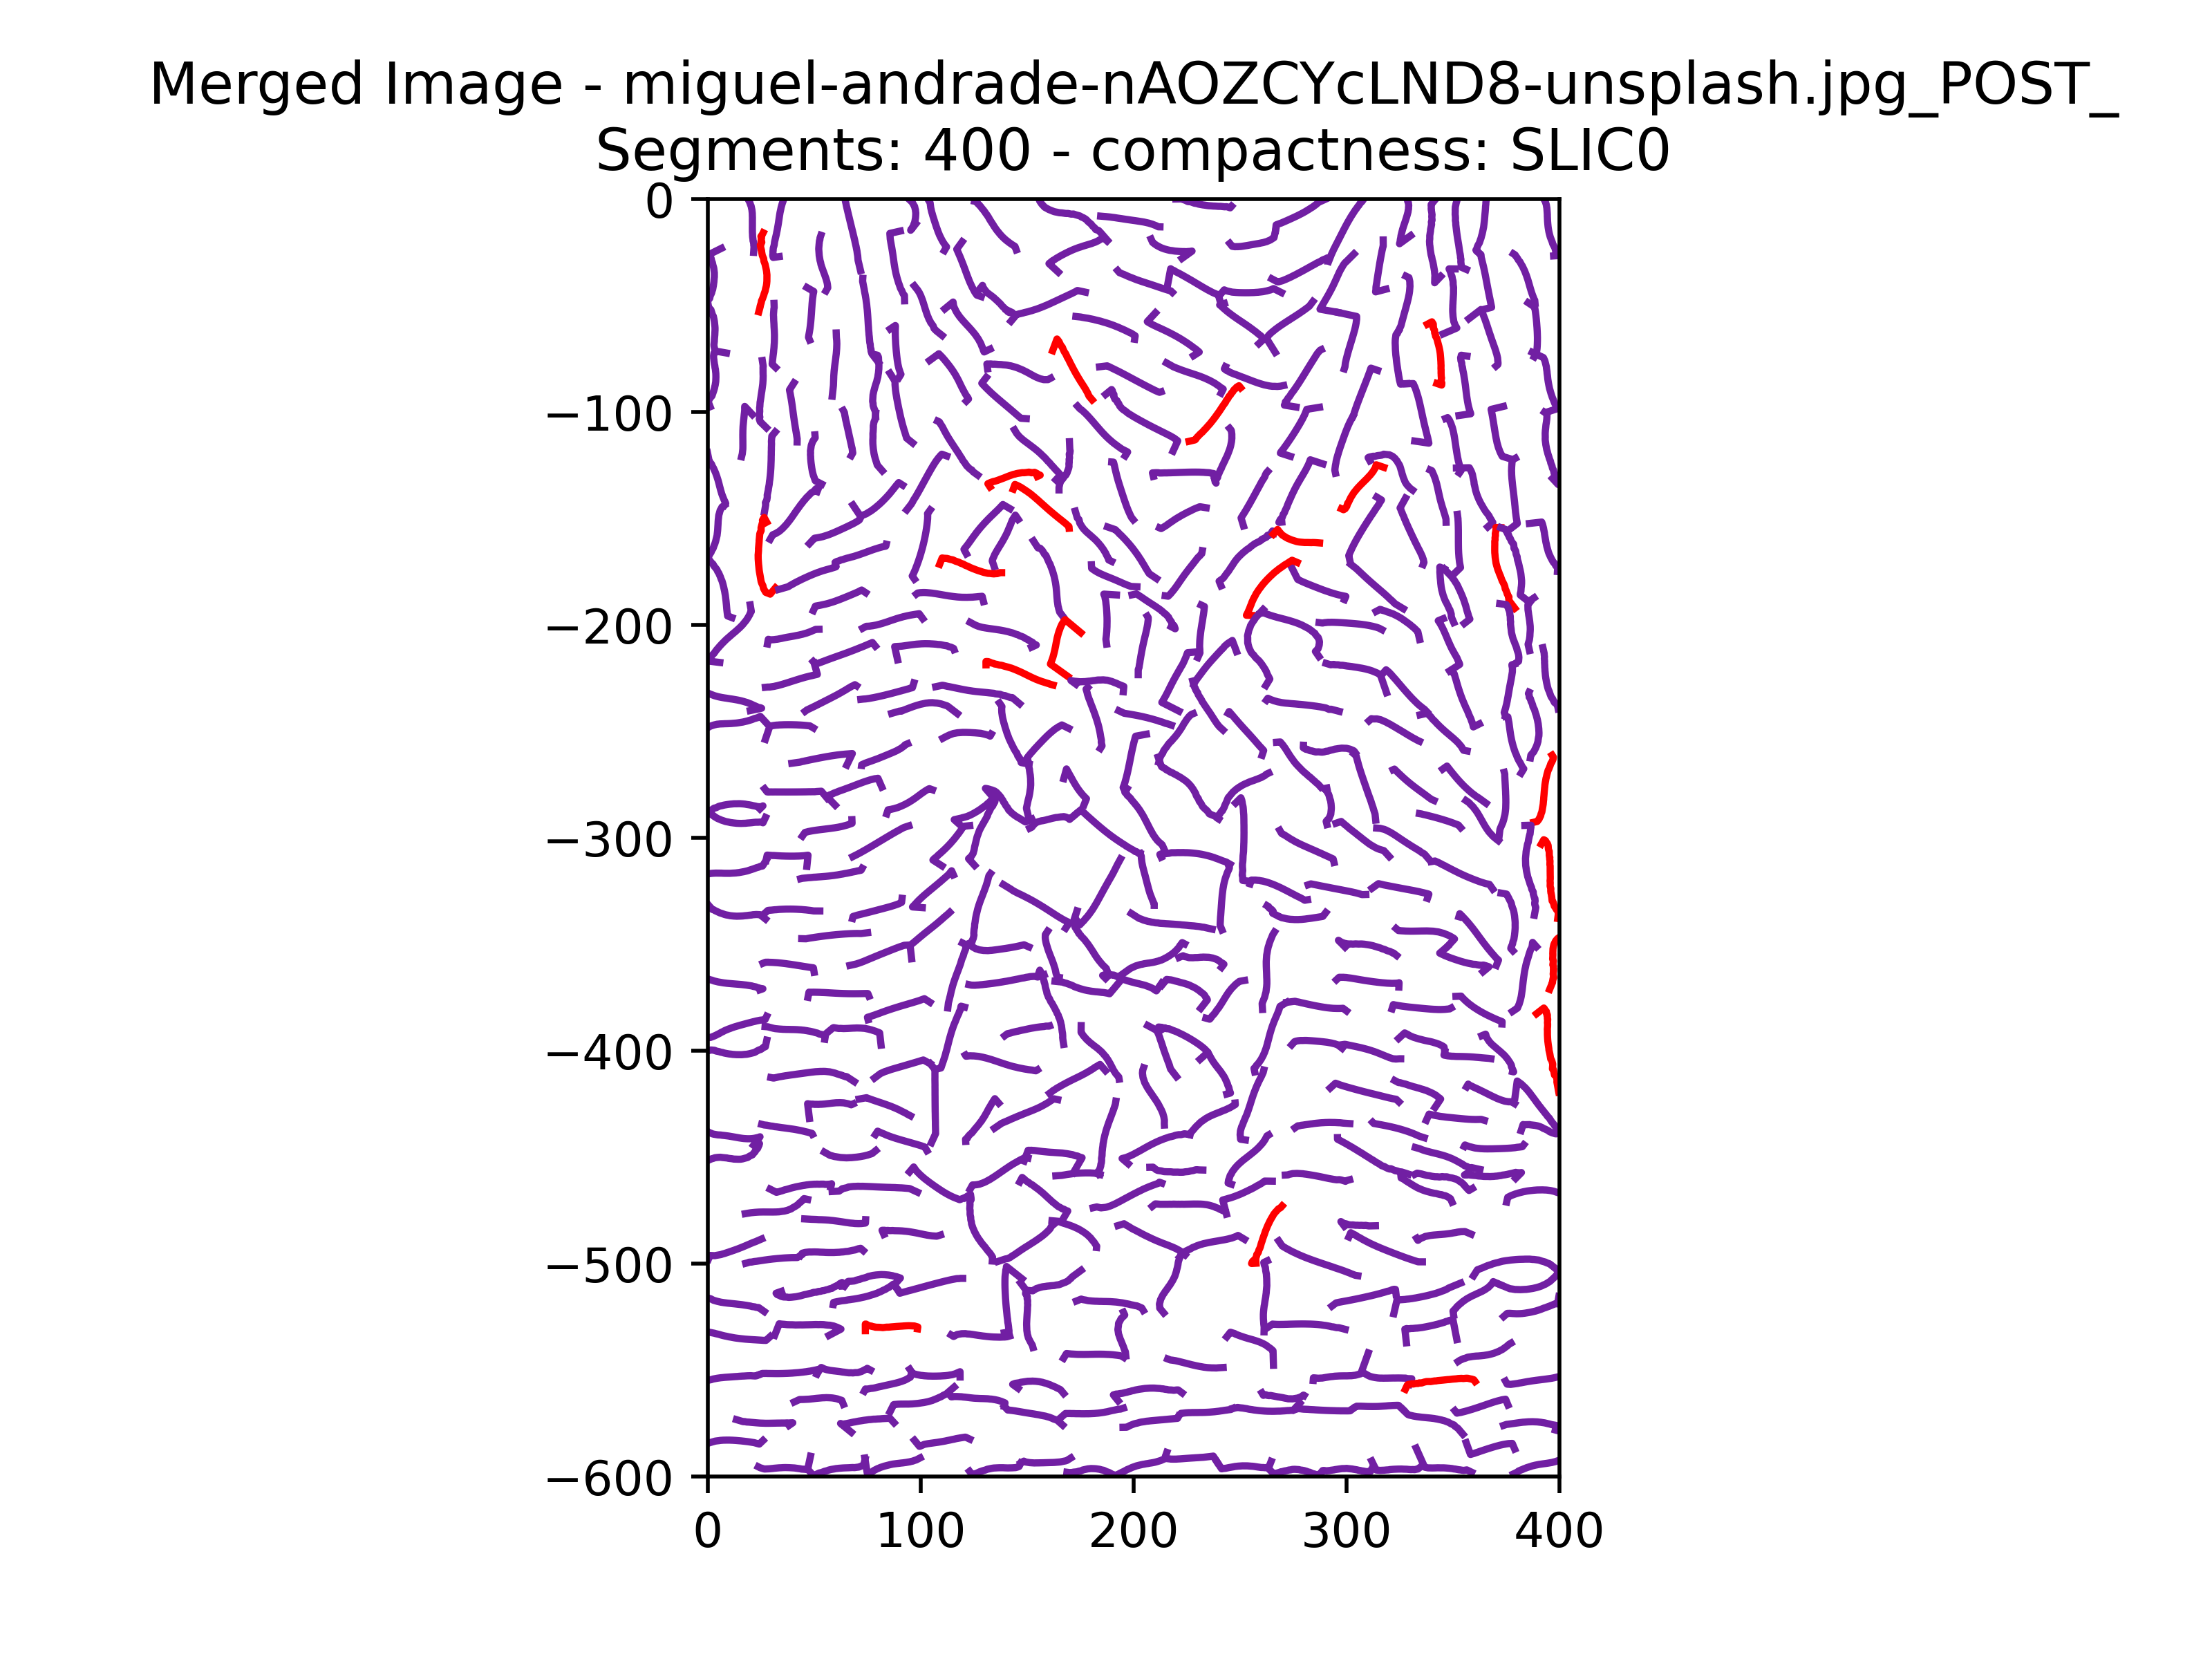 Merged Image - miguel-andrade-nAOZCYcLND8-unsplash.jpg_POST_
Segments: 400 - compactness: SLIC0
0
−100
−200
−300
−400
−500
−600
0 100 200 300 400